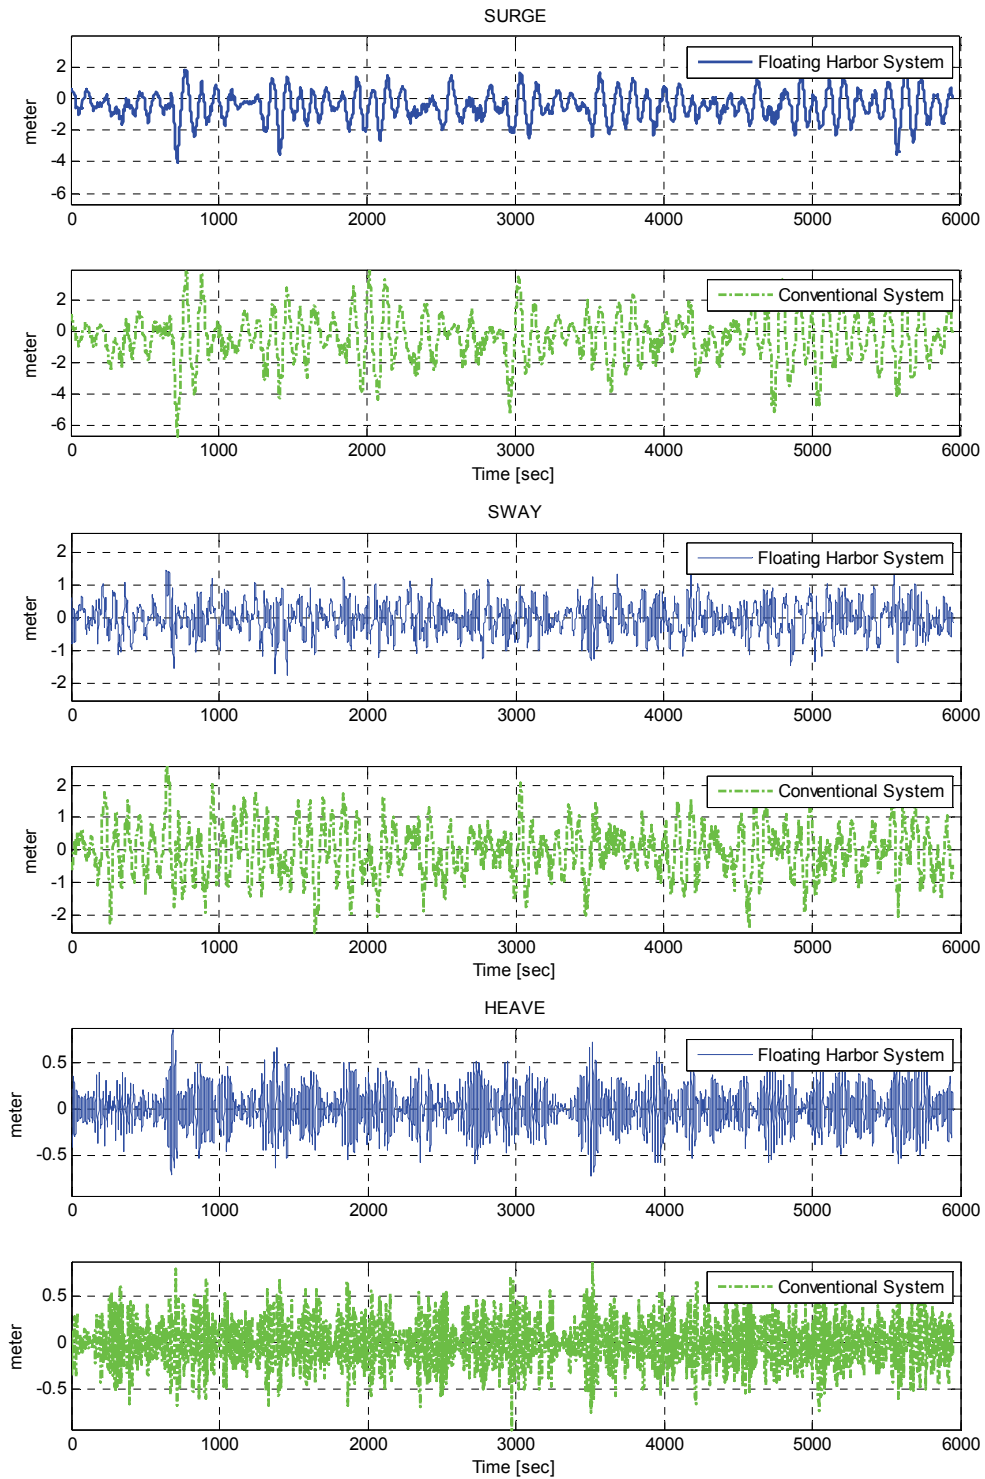 SURGE
Floating Harbor System
2
0
-2
-4
-6
meter
0 1000 2000 3000 4000 5000 6000
Conventional System
2
0
-2
-4
-6
meter
0 1000 2000 3000 4000 5000 6000
Time [sec]
SWAY
Floating Harbor System
2
1
0
-1
-2
meter
0 1000 2000 3000 4000 5000 6000
Conventional System
2
1
0
-1
-2
meter
0 1000 2000 3000 4000 5000 6000
Time [sec]
HEAVE
Floating Harbor System
0.5
0
-0.5
meter
0 1000 2000 3000 4000 5000 6000
Conventional System
0.5
0
-0.5
meter
0 1000 2000 3000 4000 5000 6000
Time [sec]